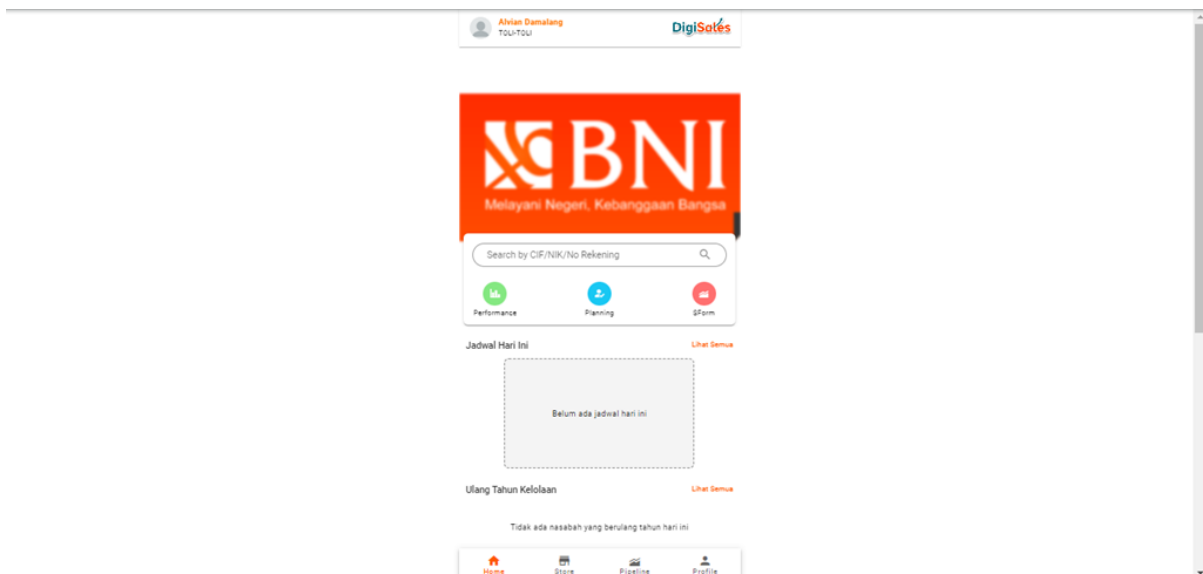 Alvian Damalang
TOLI-TOLI
DigiSales
BNI
Melayani Negeri, Kebanggaan Bangsa
Search by CIF/NIK/No Rekening
Performance
Planning
SForm
Jadwal Hari Ini
Lihat Semua
Belum ada jadwal hari ini
Ulang Tahun Kelolaan
Lihat Semua
Tidak ada nasabah yang berulang tahun hari ini
Home
Store
Pipeline
Profile